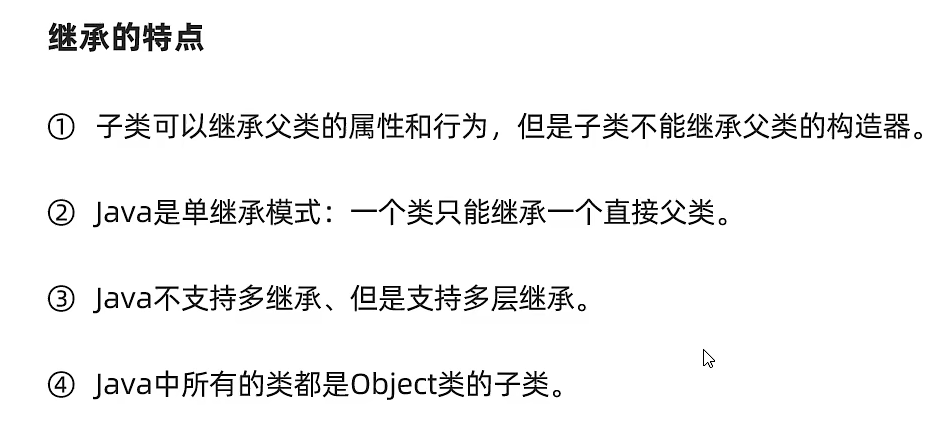 继承的特点
① 子类可以继承父类的属性和行为，但是子类不能继承父类的构造器。
② Java是单继承模式：一个类只能继承一个直接父类。
③ Java不支持多继承、但是支持多层继承。
④ Java中所有的类都是Object类的子类。